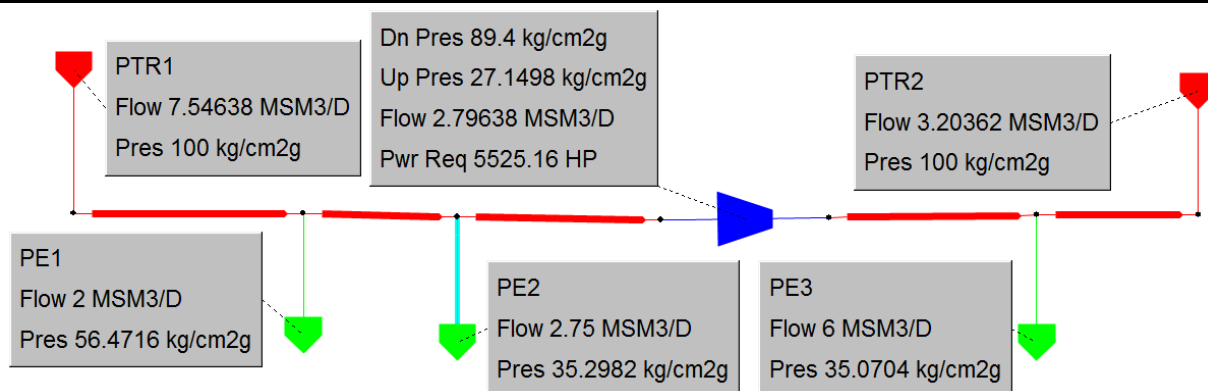 PTR1
Flow 7.54638 MSM3/D
Pres 100 kg/cm2g
Dn Pres 89.4 kg/cm2g
Up Pres 27.1498 kg/cm2g
Flow 2.79638 MSM3/D
Pwr Req 5525.16 HP
PTR2
Flow 3.20362 MSM3/D
Pres 100 kg/cm2g
PE1
Flow 2 MSM3/D
Pres 56.4716 kg/cm2g
PE2
Flow 2.75 MSM3/D
Pres 35.2982 kg/cm2g
PE3
Flow 6 MSM3/D
Pres 35.0704 kg/cm2g